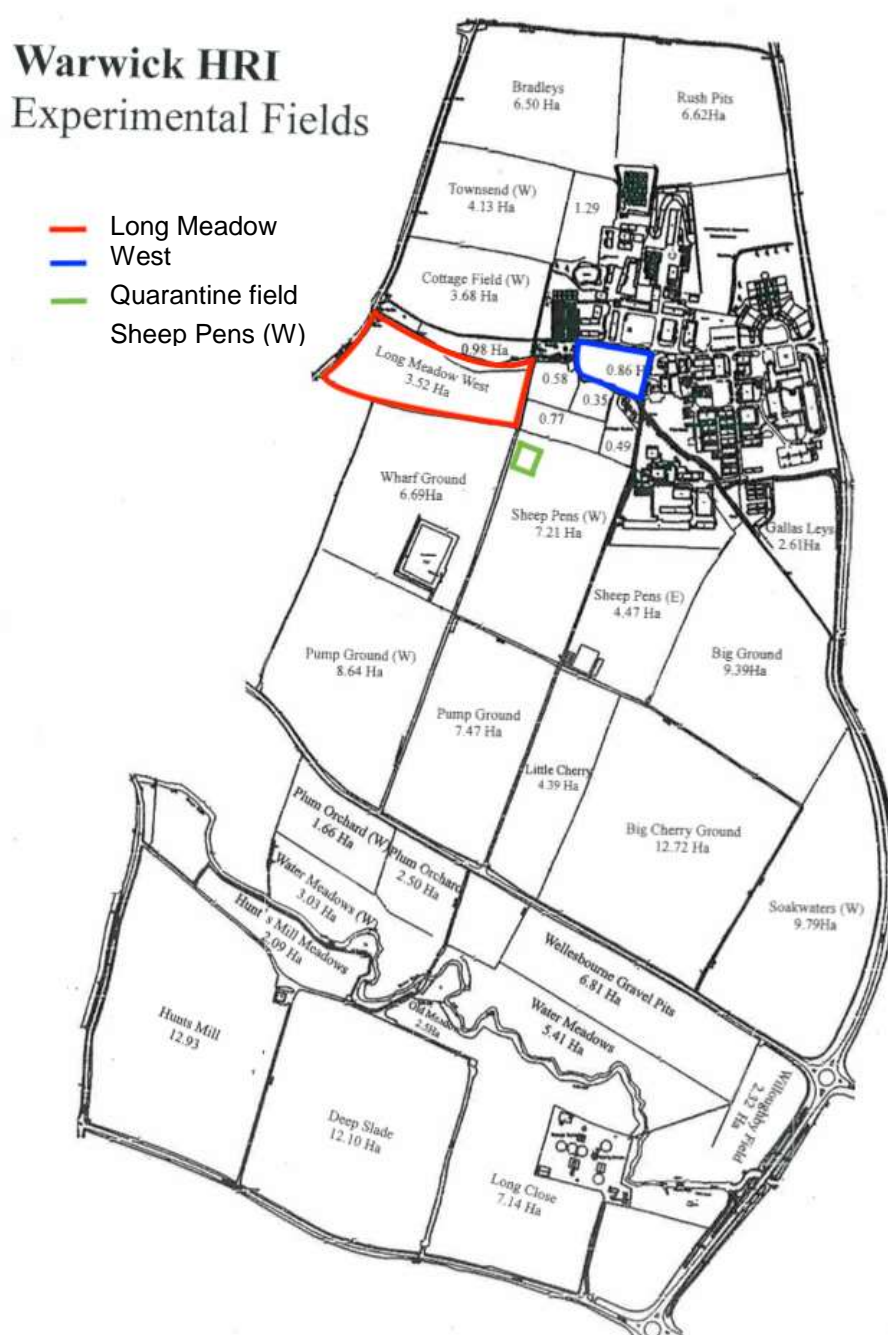 Warwick HRI
Experimental Fields
Long Meadow
West
Quarantine field
Sheep Pens (W)
Bradleys
6.50 Ha
Rush Pits
6.62Ha
Townsend (W)
4.13 Ha
1.29
Cottage Field (W)
3.68 Ha
0.98 Ha
Long Meadow West
3.52 Ha
0.58
0.86 H
0.35
0.77
0.49
Wharf Ground
6.69Ha
Sheep Pens (W)
7.21 Ha
Gallas Leys
2.61Ha
Sheep Pens (E)
4.47 Ha
Big Ground
9.39Ha
Pump Ground (W)
8.64 Ha
Pump Ground
7.47 Ha
Little Cherry
4.39 Ha
Big Cherry Ground
12.72 Ha
Plum Orchard (W)
1.66 Ha
Plum Orchard
2.50 Ha
Water Meadows (W)
3.03 Ha
Hunt's Mill Meadows
2.09 Ha
Soakwaters (W)
9.79Ha
Wellesbourne Gravel Pits
6.81 Ha
Old Meadow
2.5Ha
Water Meadows
5.41 Ha
Hunts Mill
12.93
Willoughby Field
2.32 Ha
Deep Slade
12.10 Ha
Long Close
7.14 Ha